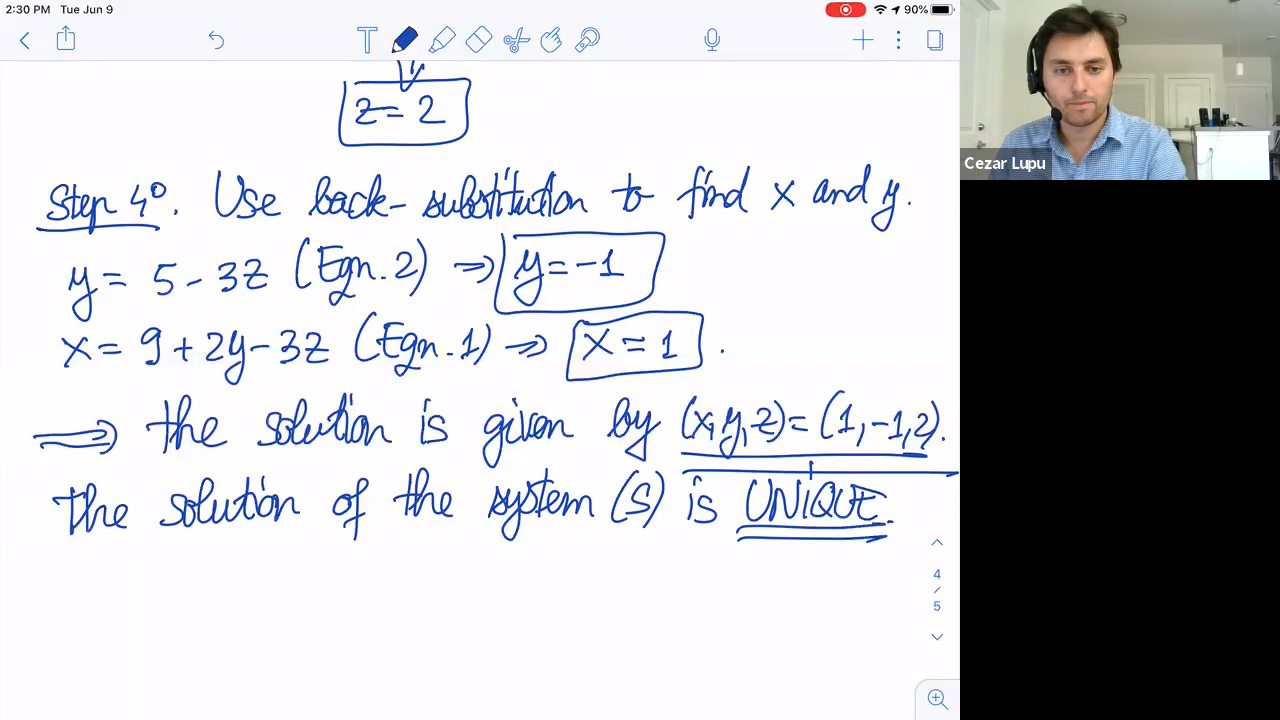 2:30 PM Tue Jun 9
90%
T
z = 2
Step 4°. Use back-substitution to find x and y.
y = 5 - 3z (Eqn. 2) ⇒ y = -1
x = 9 + 2y - 3z (Eqn. 1) ⇒ x = 1 .
⟹ the solution is given by (x,y,z) = (1,-1,2).
The solution of the system (S) is UNIQUE.
4
/
5
Cezar Lupu